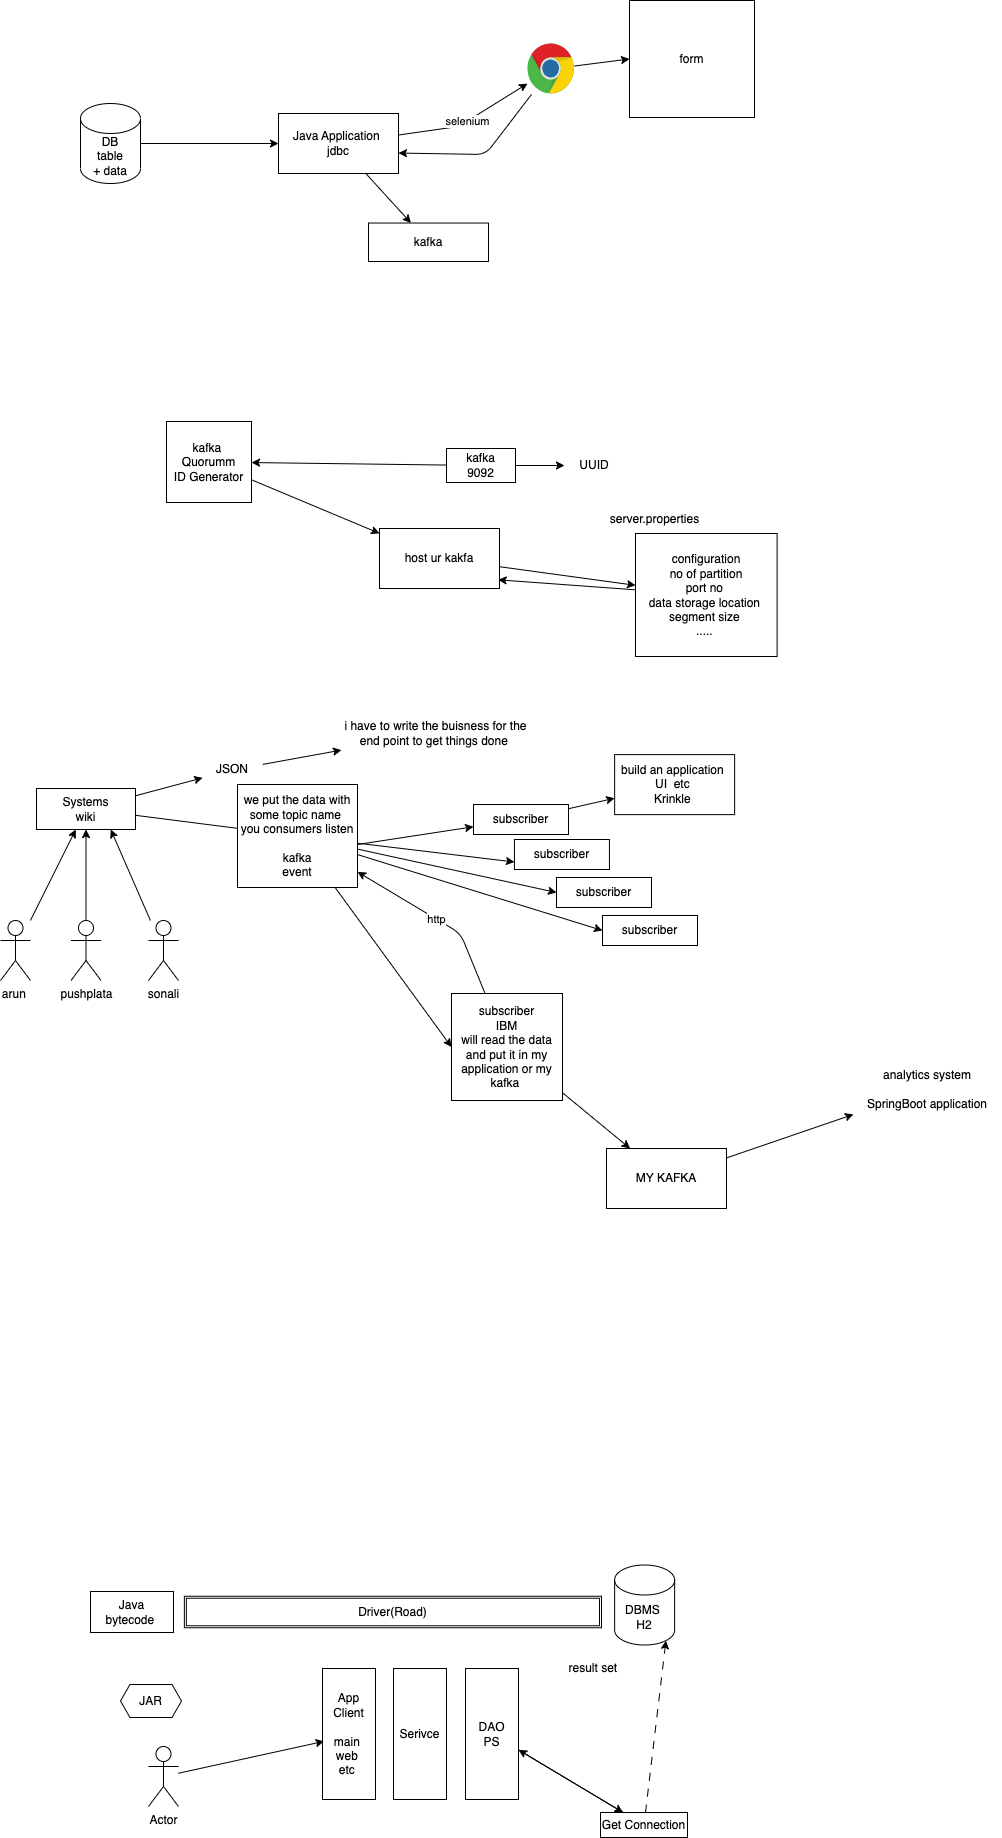 form
DB
table
+ data
Java Application
jdbc
selenium
kafka
kafka
Quorumm
ID Generator
kafka
9092
UUID
host ur kakfa
server.properties
configuration
no of partition
port no
data storage location
segment size
.....
i have to write the buisness for the
end point to get things done
JSON
Systems
wiki
we put the data with
some topic name
you consumers listen
kafka
event
subscriber
build an application
UI  etc
Krinkle
subscriber
subscriber
subscriber
http
arun
pushplata
sonali
subscriber
IBM
will read the data
and put it in my
application or my
kafka
analytics system
SpringBoot application
MY KAFKA
Java
bytecode
Driver(Road)
DBMS
H2
result set
JAR
App
Client
main
web
etc
Serivce
DAO
PS
Actor
Get Connection